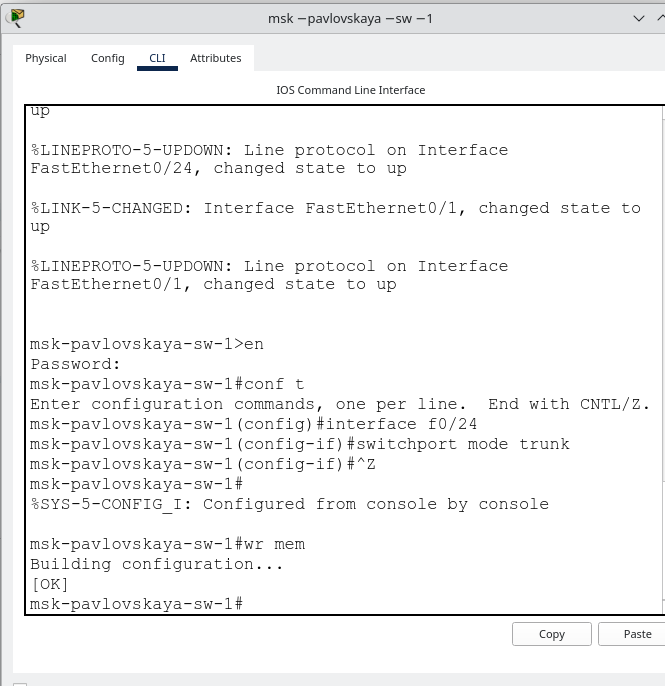 msk −pavlovskaya −sw −1
Physical Config CLI Attributes
IOS Command Line Interface
up
%LINEPROTO-5-UPDOWN: Line protocol on Interface
FastEthernet0/24, changed state to up
%LINK-5-CHANGED: Interface FastEthernet0/1, changed state to
up
%LINEPROTO-5-UPDOWN: Line protocol on Interface
FastEthernet0/1, changed state to up
msk-pavlovskaya-sw-1>en
Password:
msk-pavlovskaya-sw-1#conf t
Enter configuration commands, one per line.  End with CNTL/Z.
msk-pavlovskaya-sw-1(config)#interface f0/24
msk-pavlovskaya-sw-1(config-if)#switchport mode trunk
msk-pavlovskaya-sw-1(config-if)#^Z
msk-pavlovskaya-sw-1#
%SYS-5-CONFIG_I: Configured from console by console
msk-pavlovskaya-sw-1#wr mem
Building configuration...
[OK]
msk-pavlovskaya-sw-1#
Copy Paste